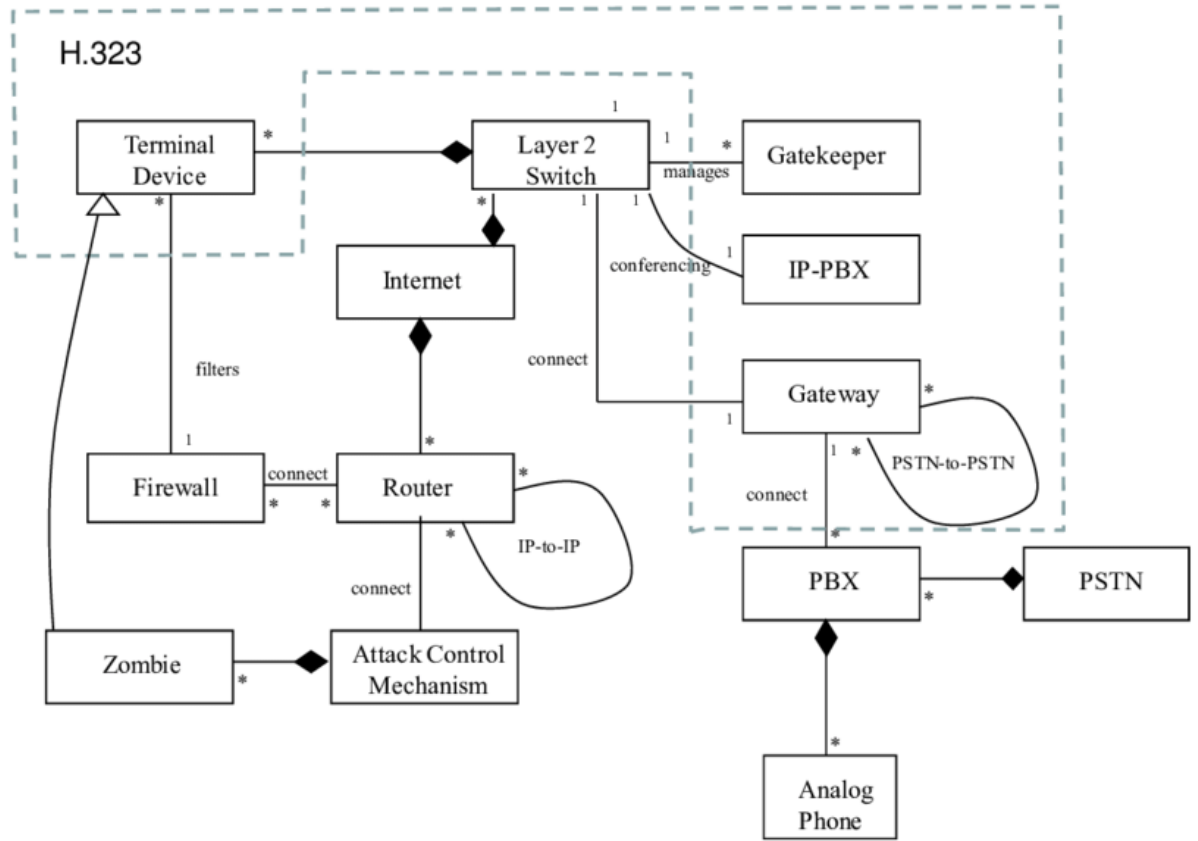 H.323
1
Terminal
Device
*
Layer 2
Switch
1
*
manages
Gatekeeper
*
*
1
1
Internet
conferencing
1
IP-PBX
filters
connect
1
Gateway
*
1
*
PSTN-to-PSTN
1
*
Firewall
connect
*
*
Router
*
*
IP-to-IP
connect
*
connect
PBX
*
PSTN
Zombie
*
Attack Control
Mechanism
*
Analog
Phone